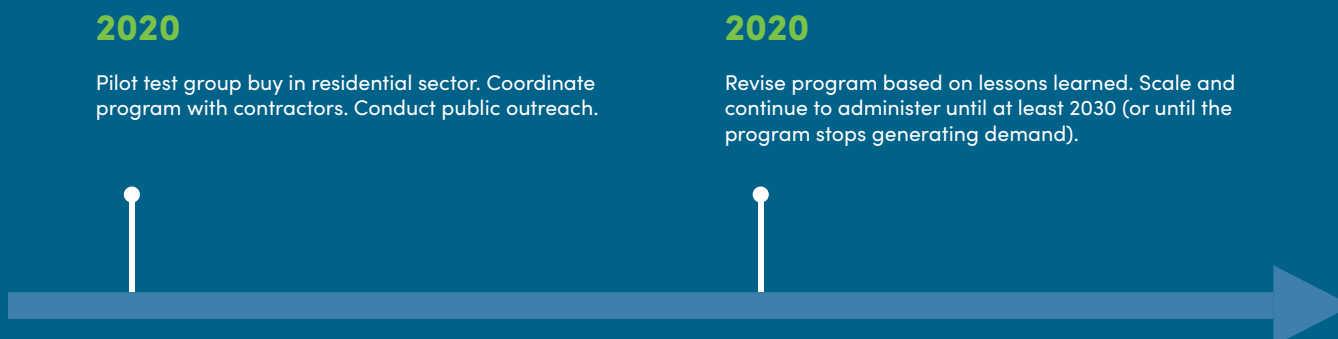 2020
Pilot test group buy in residential sector. Coordinate
program with contractors. Conduct public outreach.
2020
Revise program based on lessons learned. Scale and
continue to administer until at least 2030 (or until the
program stops generating demand).